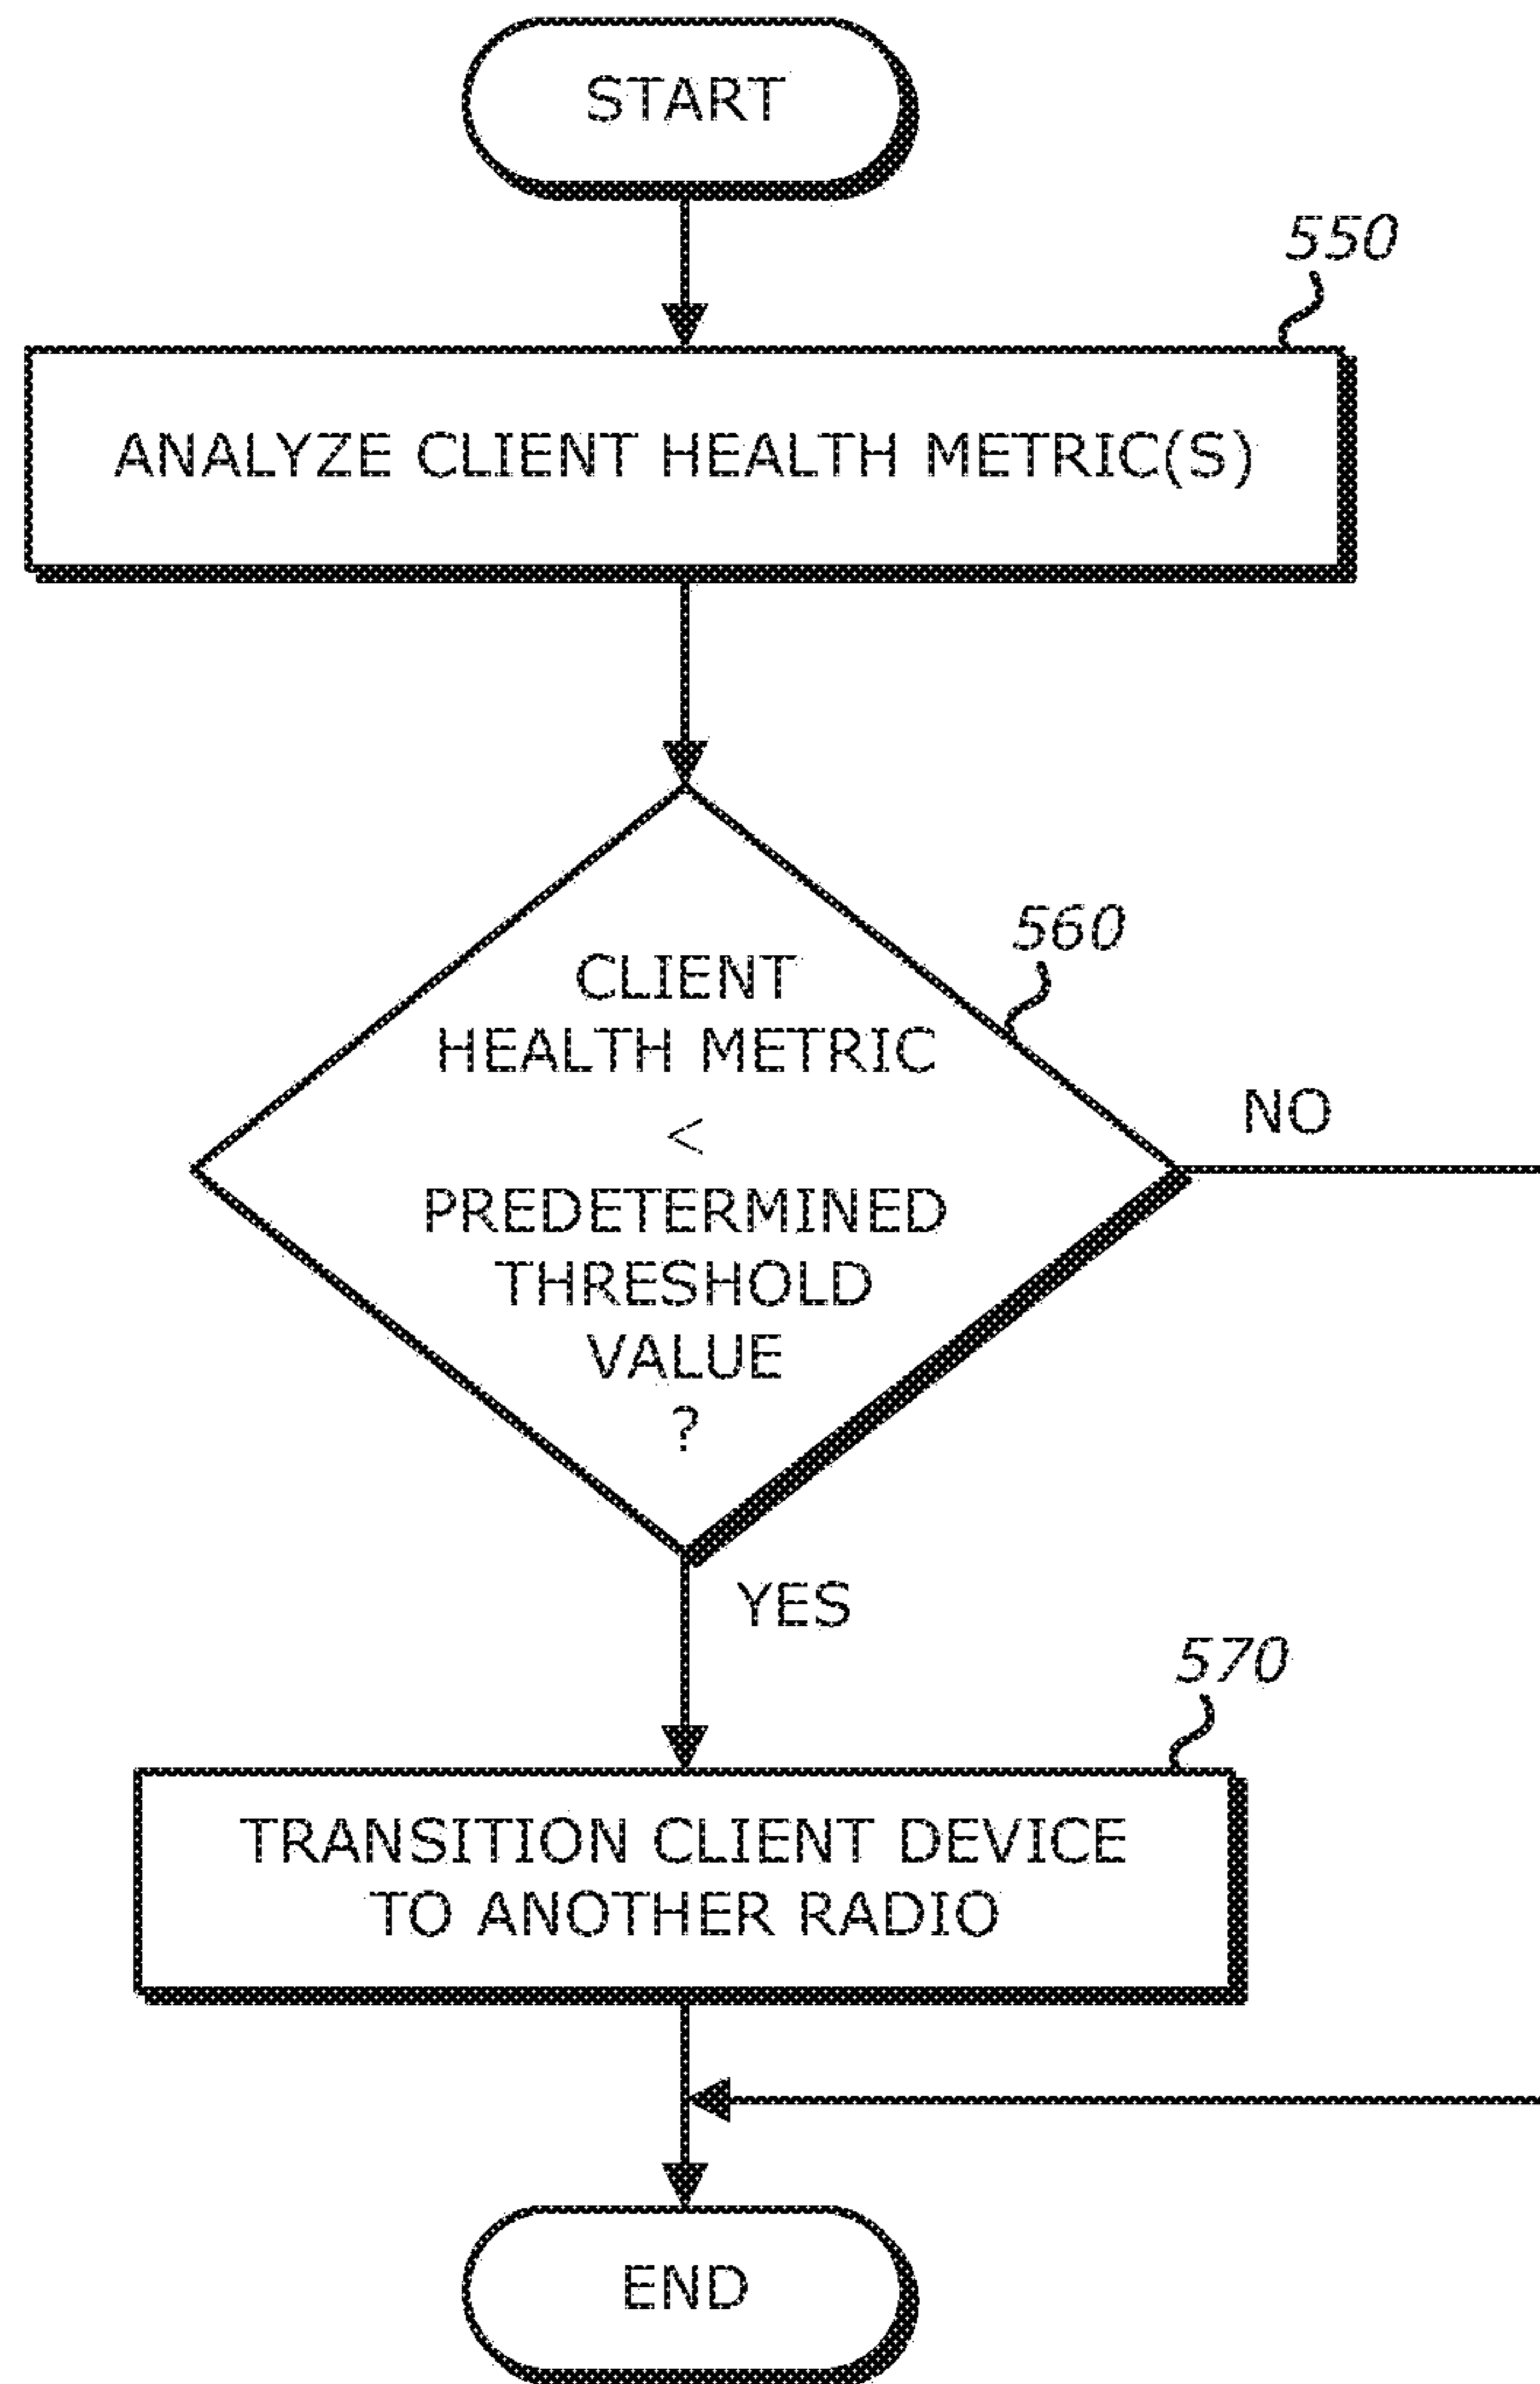 START
550
ANALYZE CLIENT HEALTH METRIC(S)
560
CLIENT
HEALTH METRIC
<
PREDETERMINED
THRESHOLD
VALUE
?
NO
YES
570
TRANSITION CLIENT DEVICE
TO ANOTHER RADIO
END